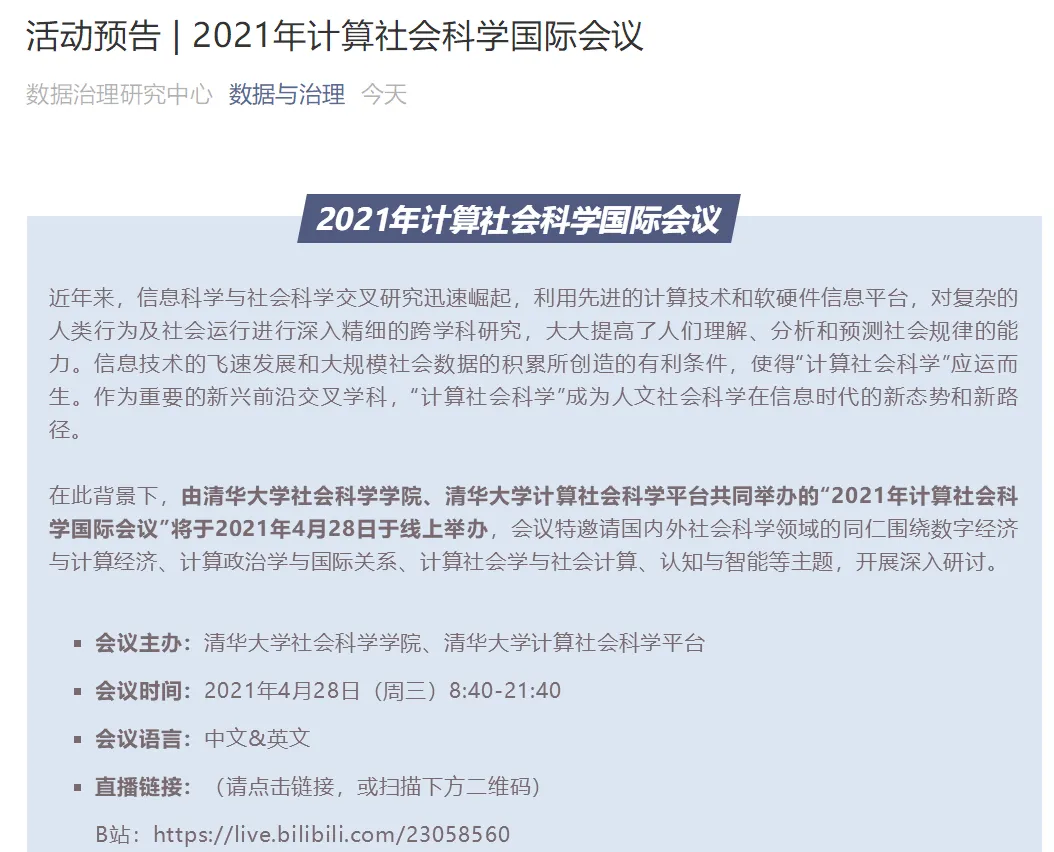 活动预告 | 2021年计算社会科学国际会议
数据治理研究中心 数据与治理 今天
2021年计算社会科学国际会议
近年来，信息科学与社会科学交叉研究迅速崛起，利用先进的计算技术和软硬件信息平台，对复杂的
人类行为及社会运行进行深入精细的跨学科研究，大大提高了人们理解、分析和预测社会规律的能
力。信息技术的飞速发展和大规模社会数据的积累所创造的有利条件，使得“计算社会科学”应运而
生。作为重要的新兴前沿交叉学科，“计算社会科学”成为人文社会科学在信息时代的新态势和新路
径。
在此背景下，由清华大学社会科学学院、清华大学计算社会科学平台共同举办的“2021年计算社会科
学国际会议”将于2021年4月28日于线上举办，会议特邀请国内外社会科学领域的同仁围绕数字经济
与计算经济、计算政治学与国际关系、计算社会学与社会计算、认知与智能等主题，开展深入研讨。
▪ 会议主办：清华大学社会科学学院、清华大学计算社会科学平台
▪ 会议时间：2021年4月28日（周三）8:40-21:40
▪ 会议语言：中文&英文
▪ 直播链接：（请点击链接，或扫描下方二维码）
B站：https://live.bilibili.com/23058560